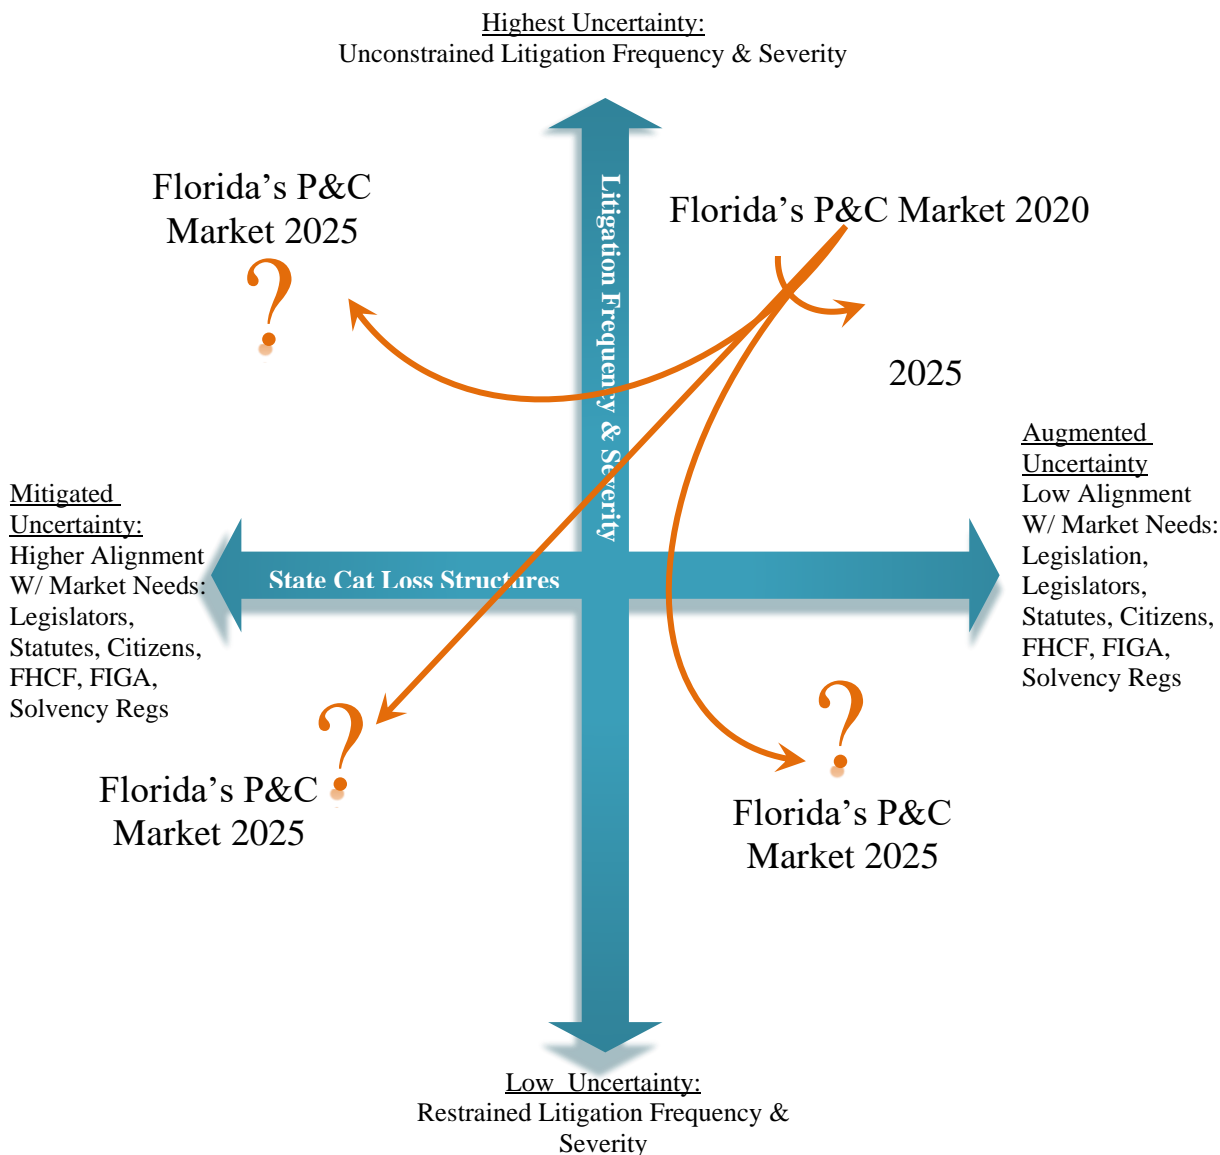 Highest Uncertainty:
Unconstrained Litigation Frequency & Severity
Florida’s P&C
Market 2025
?
Florida’s P&C Market 2020
2025
Litigation Frequency & Severity
Augmented
Uncertainty
Low Alignment
W/ Market Needs:
Legislation,
Legislators,
Statutes, Citizens,
FHCF, FIGA,
Solvency Regs
Mitigated
Uncertainty:
Higher Alignment
W/ Market Needs:
Legislators,
Statutes, Citizens,
FHCF, FIGA,
Solvency Regs
State Cat Loss Structures
?
Florida’s P&C
Market 2025
?
Florida’s P&C
Market 2025
Low Uncertainty:
Restrained Litigation Frequency &
Severity